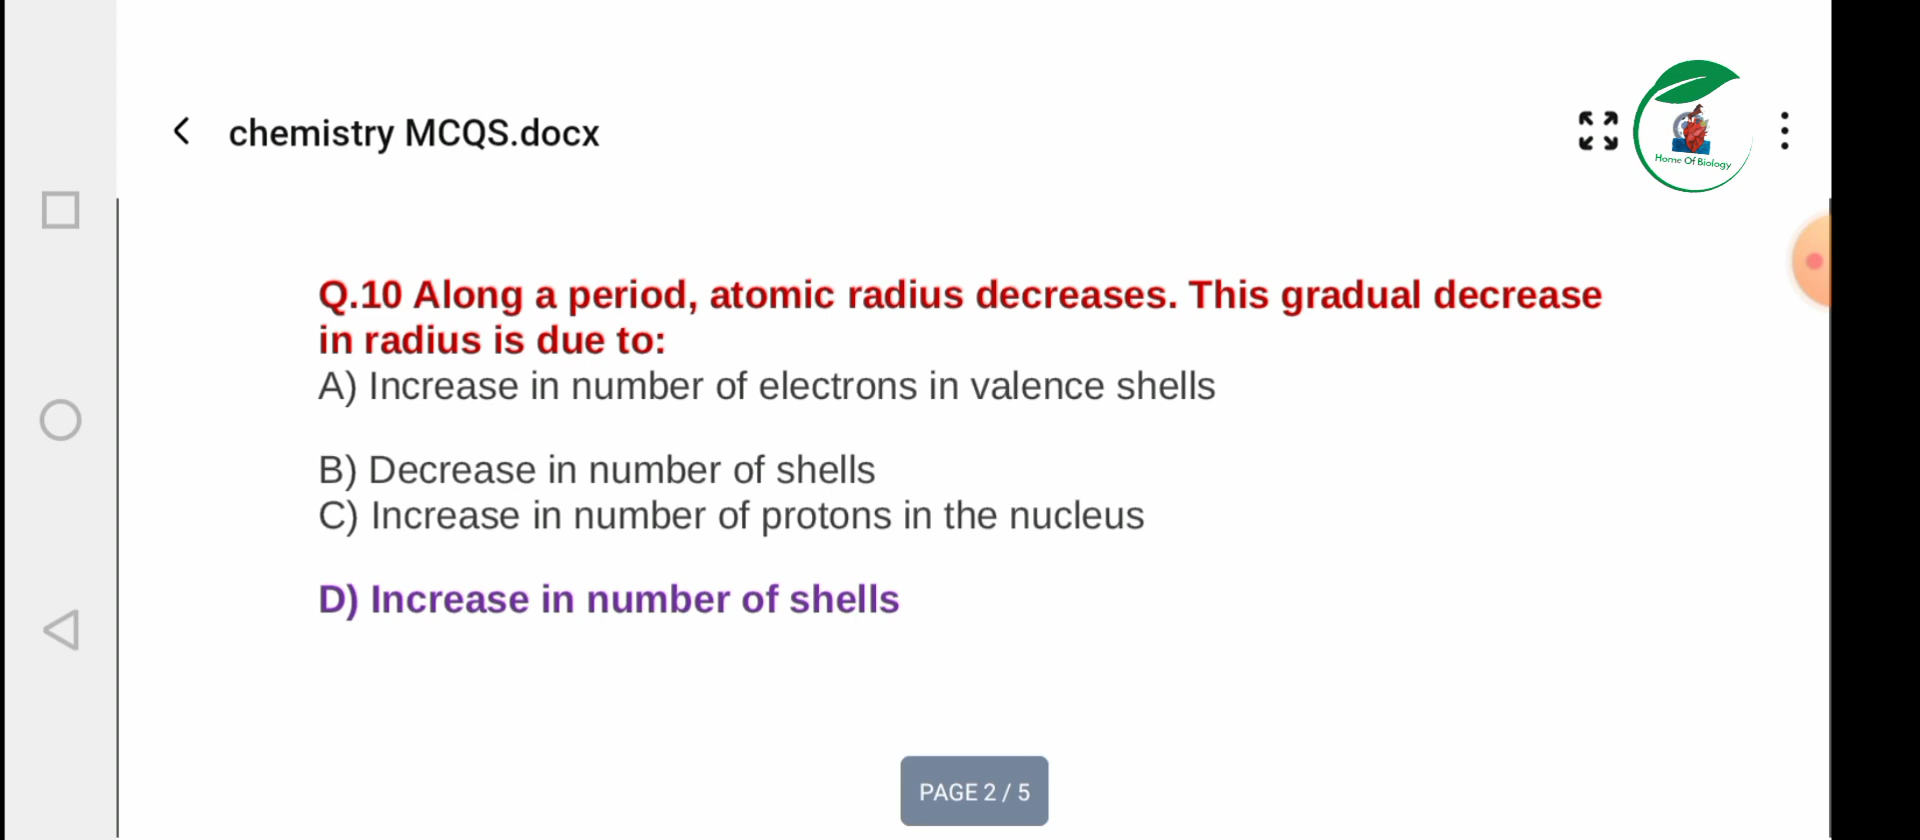 chemistry MCQS.docx
Home Of Biology
Q.10 Along a period, atomic radius decreases. This gradual decrease
in radius is due to:
A) Increase in number of electrons in valence shells
B) Decrease in number of shells
C) Increase in number of protons in the nucleus
D) Increase in number of shells
PAGE 2 / 5